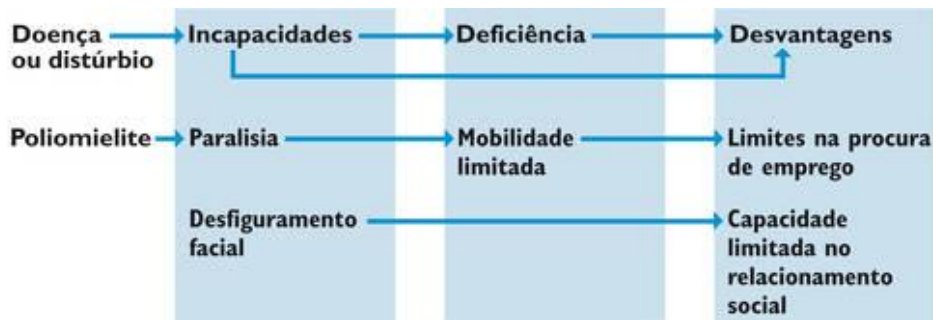 Doença ou distúrbio
Incapacidades
Deficiência
Desvantagens
Poliomielite
Paralisia
Mobilidade limitada
Limites na procura de emprego
Desfiguramento facial
Capacidade limitada no relacionamento social